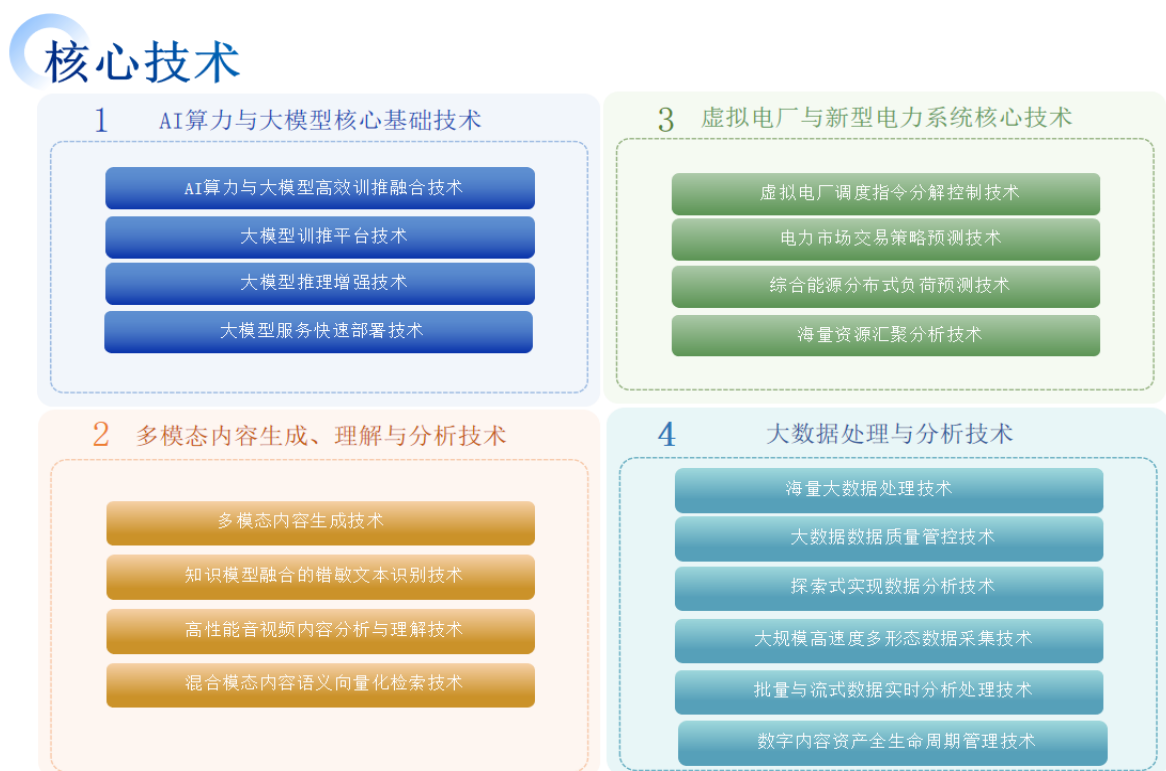 核心技术
1 AI算力与大模型核心基础技术
AI算力与大模型高效训推融合技术
大模型训推平台技术
大模型推理增强技术
大模型服务快速部署技术
2 多模态内容生成、理解与分析技术
多模态内容生成技术
知识模型融合的错敏文本识别技术
高性能音视频内容分析与理解技术
混合模态内容语义向量化检索技术
3 虚拟电厂与新型电力系统核心技术
虚拟电厂调度指令分解控制技术
电力市场交易策略预测技术
综合能源分布式负荷预测技术
海量资源汇聚分析技术
4 大数据处理与分析技术
海量大数据处理技术
大数据数据质量管控技术
探索式实现数据分析技术
大规模高速度多形态数据采集技术
批量与流式数据实时分析处理技术
数字内容资产全生命周期管理技术